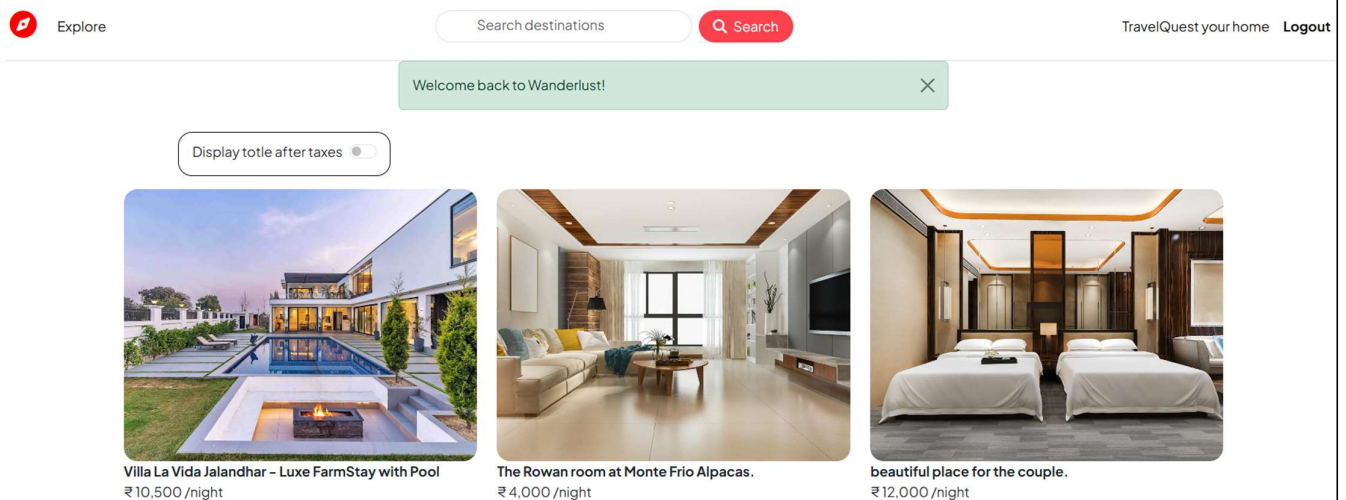 Explore
Search destinations
Search
TravelQuest your home Logout
Welcome back to Wanderlust!
Display totle after taxes
Villa La Vida Jalandhar - Luxe FarmStay with Pool
₹10,500 /night
The Rowan room at Monte Frio Alpacas.
₹4,000 /night
beautiful place for the couple.
₹12,000 /night